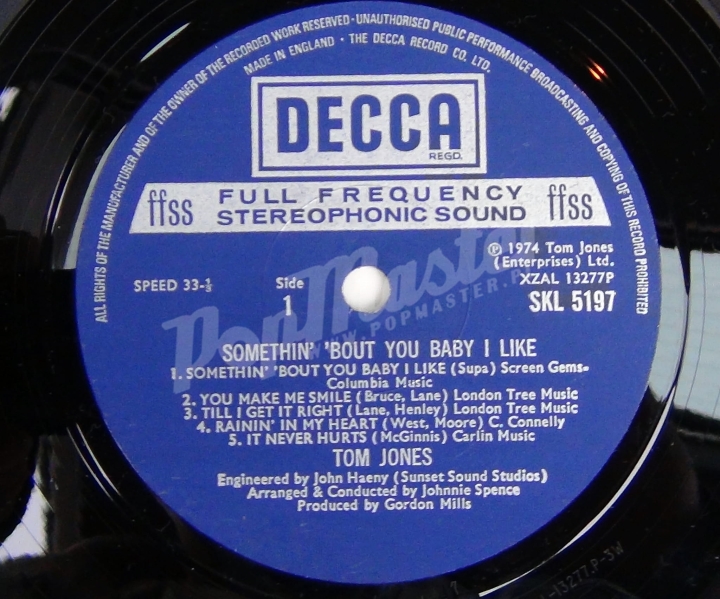 ALL RIGHTS OF THE MANUFACTURER AND OF THE OWNER OF THE RECORDED WORK RESERVED · UNAUTHORISED PUBLIC PERFORMANCE BROADCASTING AND COPYING OF THIS RECORD PROHIBITED
MADE IN ENGLAND · THE DECCA RECORD CO. LTD.
DECCA
REGD.
ffss FULL FREQUENCY STEREOPHONIC SOUND ffss
℗ 1974 Tom Jones
(Enterprises) Ltd.
SPEED 33-⅓
Side
1
XZAL 13277P
SKL 5197
PopMaster
WWW.POPMASTER.P
SOMETHIN' 'BOUT YOU BABY I LIKE
1. SOMETHIN' 'BOUT YOU BABY I LIKE (Supa) Screen Gems-
Columbia Music
2. YOU MAKE ME SMILE (Bruce, Lane) London Tree Music
3. TILL I GET IT RIGHT (Lane, Henley) London Tree Music
4. RAININ' IN MY HEART (West, Moore) C. Connelly
5. IT NEVER HURTS (McGinnis) Carlin Music
TOM JONES
Engineered by John Haeny (Sunset Sound Studios)
Arranged & Conducted by Johnnie Spence
Produced by Gordon Mills
L-13277.P-3W